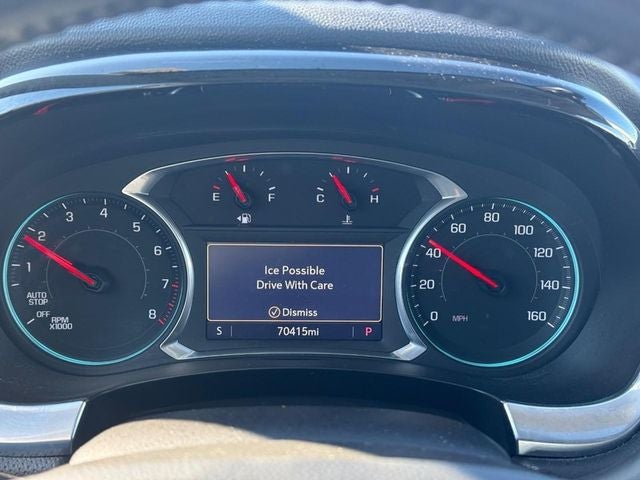 E F
C H
1 2 3 4 5 6 7 8
AUTO
STOP
OFF
RPM
X1000
Ice Possible
Drive With Care
Dismiss
S 70415mi P
0 20 40 60 80 100 120 140 160
MPH